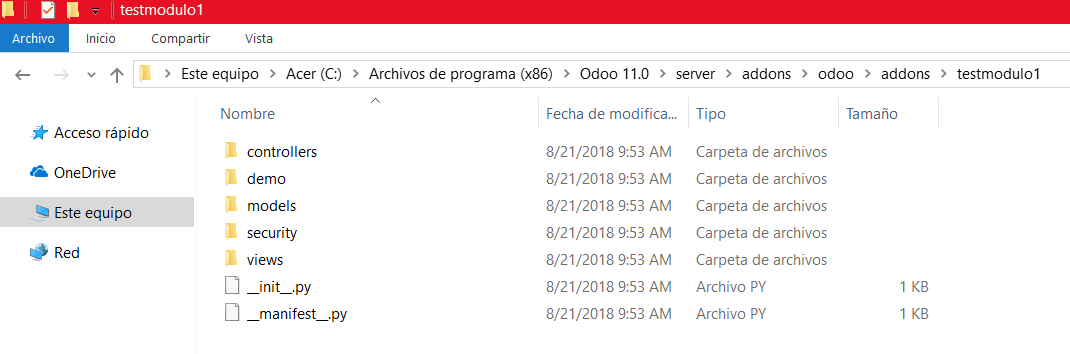 testmodulo1
Archivo Inicio Compartir Vista
Este equipo Acer (C:) Archivos de programa (x86) Odoo 11.0 server addons odoo addons testmodulo1
Nombre Fecha de modifica... Tipo Tamaño
Acceso rápido
OneDrive
Este equipo
Red
controllers 8/21/2018 9:53 AM Carpeta de archivos
demo 8/21/2018 9:53 AM Carpeta de archivos
models 8/21/2018 9:53 AM Carpeta de archivos
security 8/21/2018 9:53 AM Carpeta de archivos
views 8/21/2018 9:53 AM Carpeta de archivos
__init__.py 8/21/2018 9:53 AM Archivo PY 1 KB
__manifest__.py 8/21/2018 9:53 AM Archivo PY 1 KB